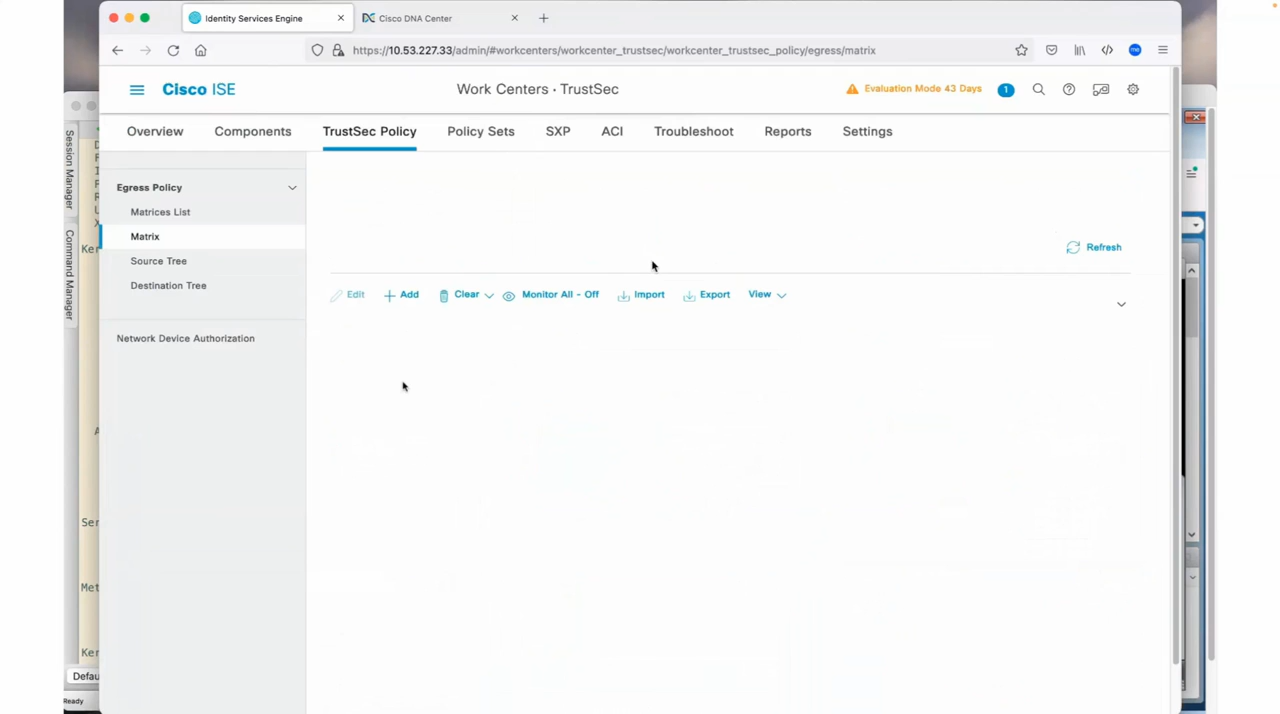 Identity Services Engine
Cisco DNA Center
https://10.53.227.33/admin/#workcenters/workcenter_trustsec/workcenter_trustsec_policy/egress/matrix
me
Cisco ISE
Work Centers · TrustSec
Evaluation Mode 43 Days
1
Overview
Components
TrustSec Policy
Policy Sets
SXP
ACI
Troubleshoot
Reports
Settings
Session Manager
Command Manager
Egress Policy
Matrices List
Matrix
Source Tree
Destination Tree
Network Device Authorization
Refresh
Edit
Add
Clear
Monitor All - Off
Import
Export
View
Ker
A
Ser
Met
Ker
Defau
Ready